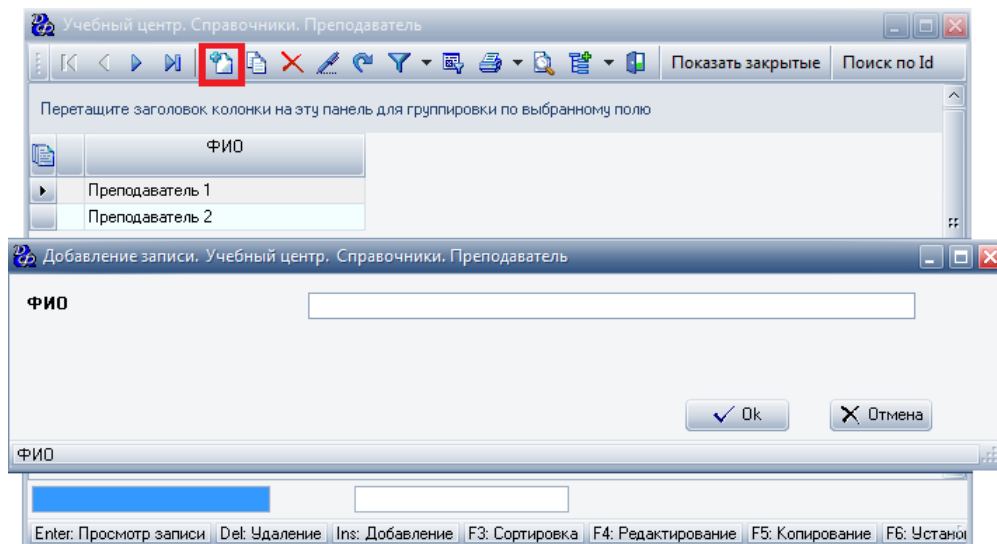 Учебный центр. Справочники. Преподаватель
Показать закрытые Поиск по Id
Перетащите заголовок колонки на эту панель для группировки по выбранному полю
ФИО
Преподаватель 1
Преподаватель 2
Добавление записи. Учебный центр. Справочники. Преподаватель
ФИО
Ok Отмена
ФИО
Enter: Просмотр записи Del: Удаление Ins: Добавление F3: Сортировка F4: Редактирование F5: Копирование F6: